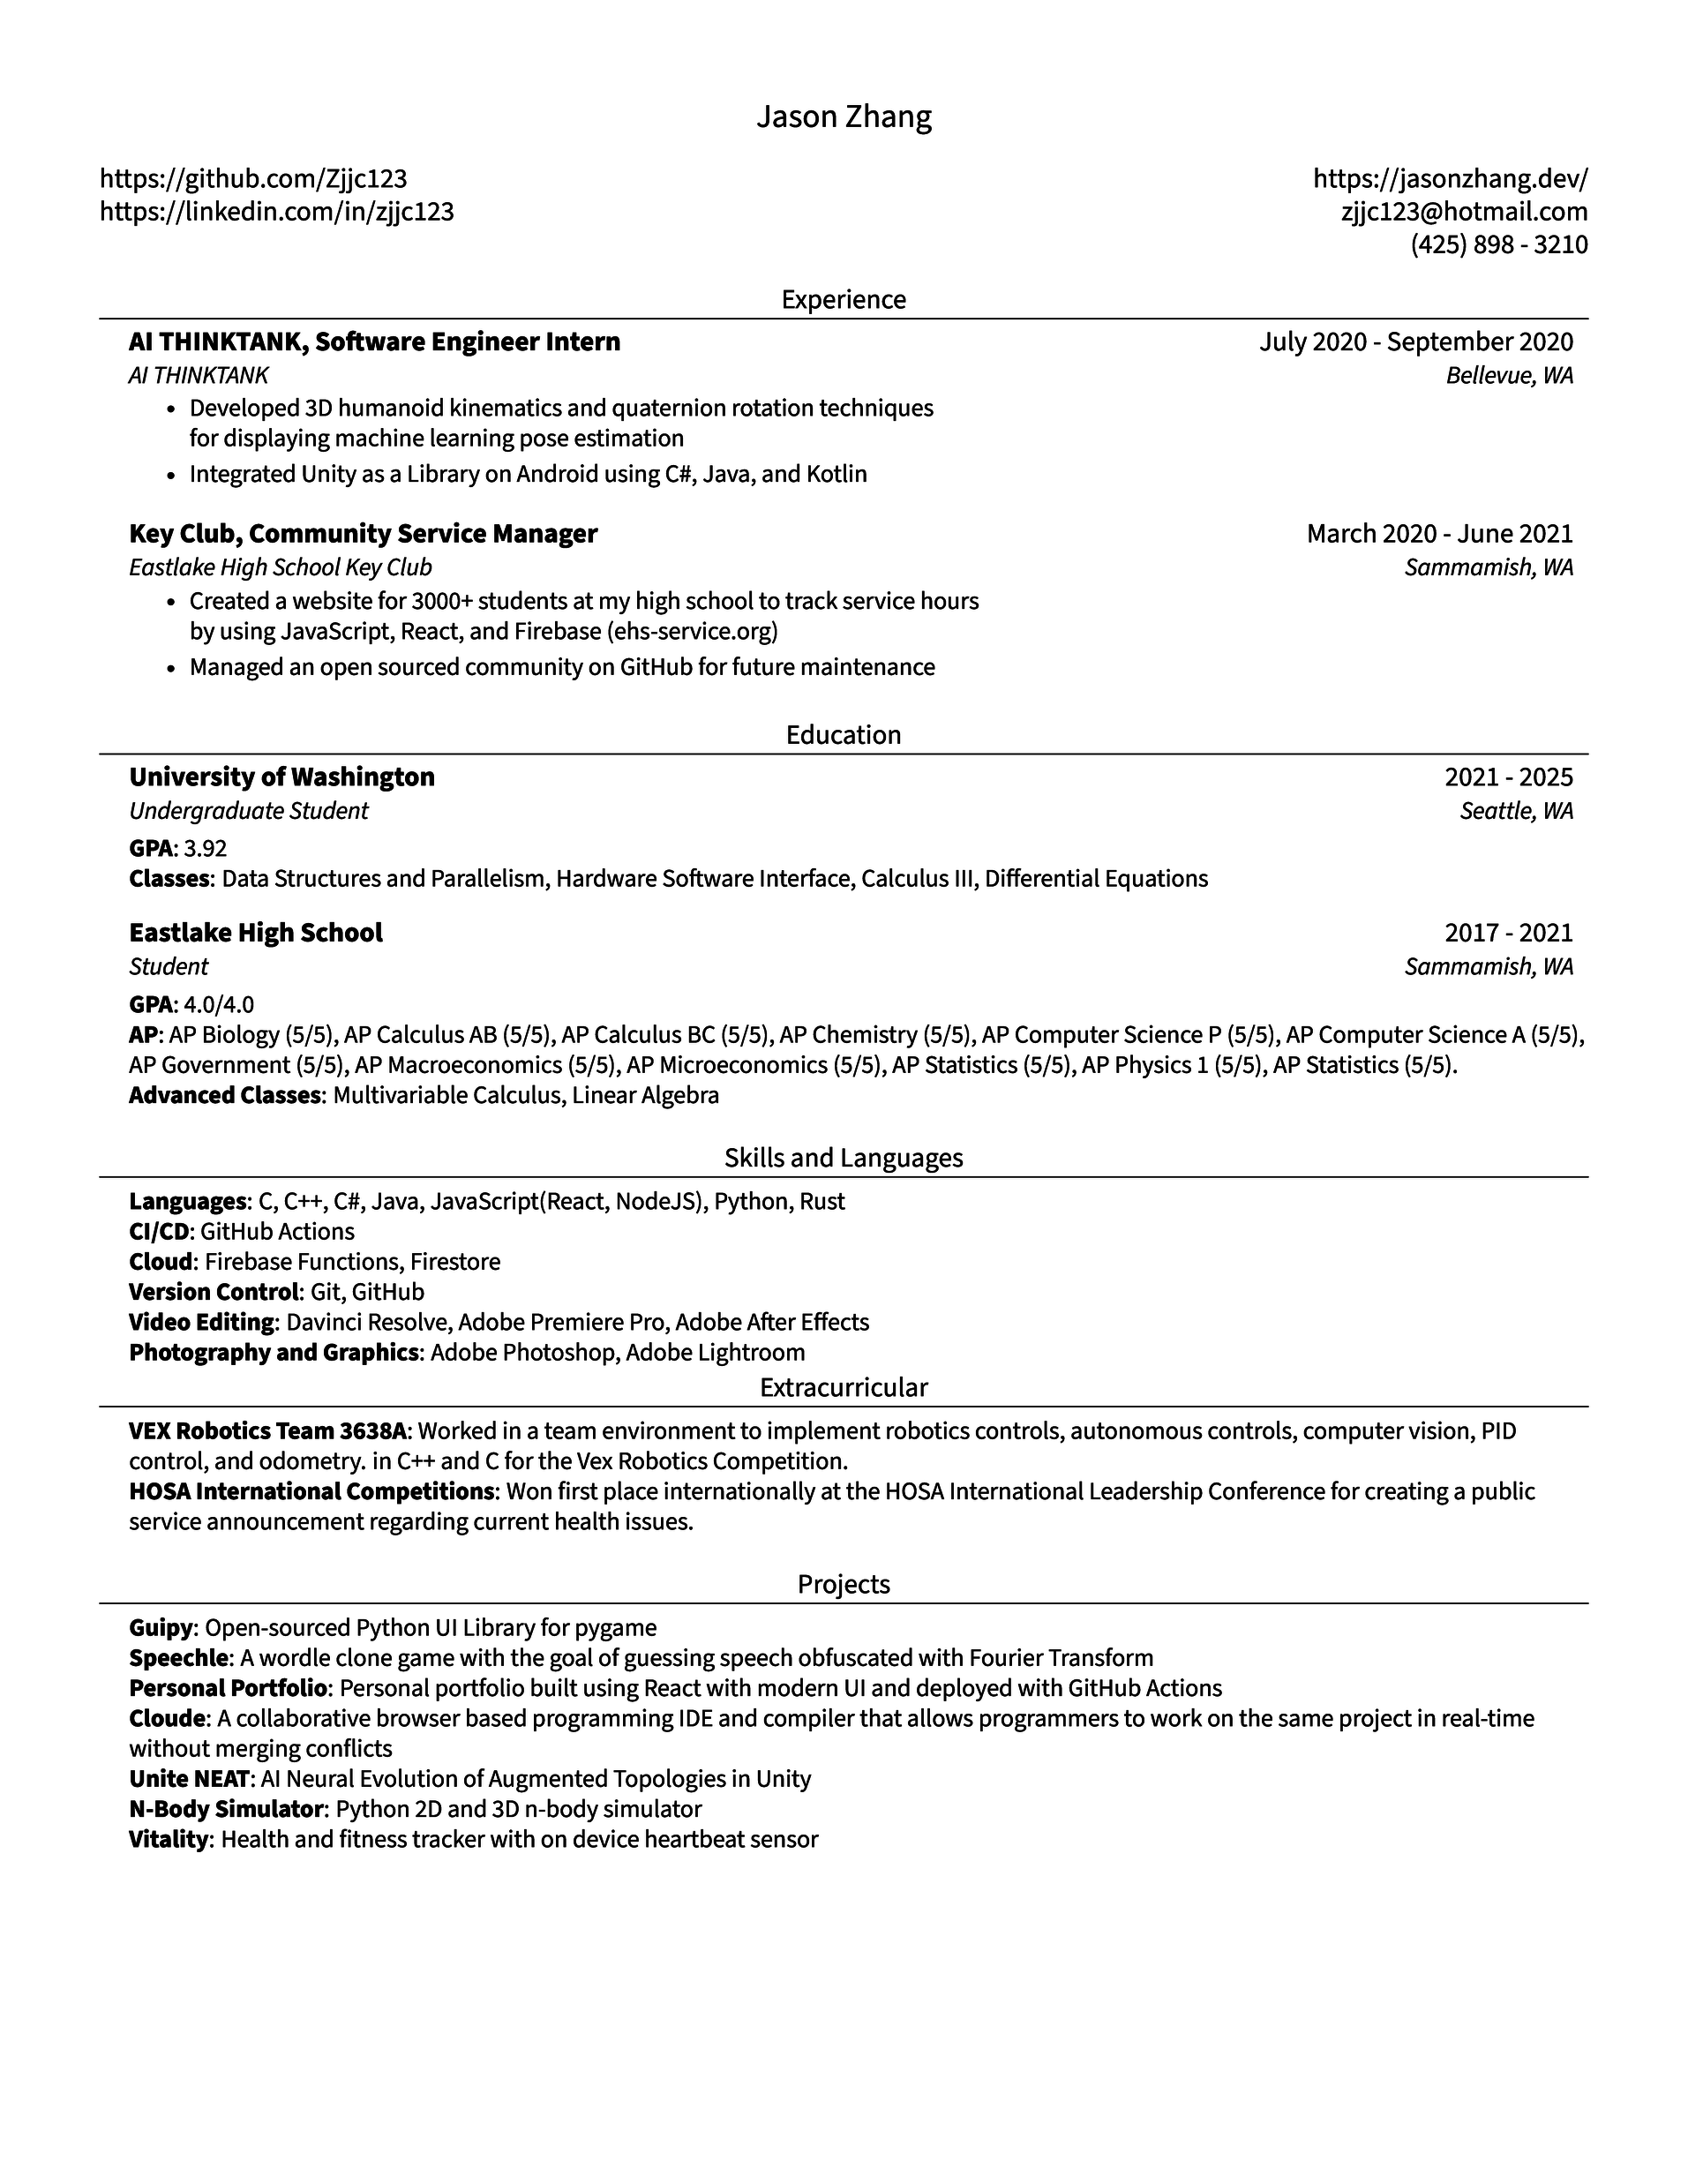 Jason Zhang
https://github.com/Zjjc123
https://jasonzhang.dev/
https://linkedin.com/in/zjjc123
zjjc123@hotmail.com
(425) 898 - 3210
Experience
AI THINKTANK, Software Engineer Intern
July 2020 - September 2020
AI THINKTANK
Bellevue, WA
• Developed 3D humanoid kinematics and quaternion rotation techniques
for displaying machine learning pose estimation
• Integrated Unity as a Library on Android using C#, Java, and Kotlin
Key Club, Community Service Manager
March 2020 - June 2021
Eastlake High School Key Club
Sammamish, WA
• Created a website for 3000+ students at my high school to track service hours
by using JavaScript, React, and Firebase (ehs-service.org)
• Managed an open sourced community on GitHub for future maintenance
Education
University of Washington
2021 - 2025
Undergraduate Student
Seattle, WA
GPA: 3.92
Classes: Data Structures and Parallelism, Hardware Software Interface, Calculus III, Differential Equations
Eastlake High School
2017 - 2021
Student
Sammamish, WA
GPA: 4.0/4.0
AP: AP Biology (5/5), AP Calculus AB (5/5), AP Calculus BC (5/5), AP Chemistry (5/5), AP Computer Science P (5/5), AP Computer Science A (5/5),
AP Government (5/5), AP Macroeconomics (5/5), AP Microeconomics (5/5), AP Statistics (5/5), AP Physics 1 (5/5), AP Statistics (5/5).
Advanced Classes: Multivariable Calculus, Linear Algebra
Skills and Languages
Languages: C, C++, C#, Java, JavaScript(React, NodeJS), Python, Rust
CI/CD: GitHub Actions
Cloud: Firebase Functions, Firestore
Version Control: Git, GitHub
Video Editing: Davinci Resolve, Adobe Premiere Pro, Adobe After Effects
Photography and Graphics: Adobe Photoshop, Adobe Lightroom
Extracurricular
VEX Robotics Team 3638A: Worked in a team environment to implement robotics controls, autonomous controls, computer vision, PID
control, and odometry. in C++ and C for the Vex Robotics Competition.
HOSA International Competitions: Won first place internationally at the HOSA International Leadership Conference for creating a public
service announcement regarding current health issues.
Projects
Guipy: Open-sourced Python UI Library for pygame
Speechle: A wordle clone game with the goal of guessing speech obfuscated with Fourier Transform
Personal Portfolio: Personal portfolio built using React with modern UI and deployed with GitHub Actions
Cloude: A collaborative browser based programming IDE and compiler that allows programmers to work on the same project in real-time
without merging conflicts
Unite NEAT: AI Neural Evolution of Augmented Topologies in Unity
N-Body Simulator: Python 2D and 3D n-body simulator
Vitality: Health and fitness tracker with on device heartbeat sensor